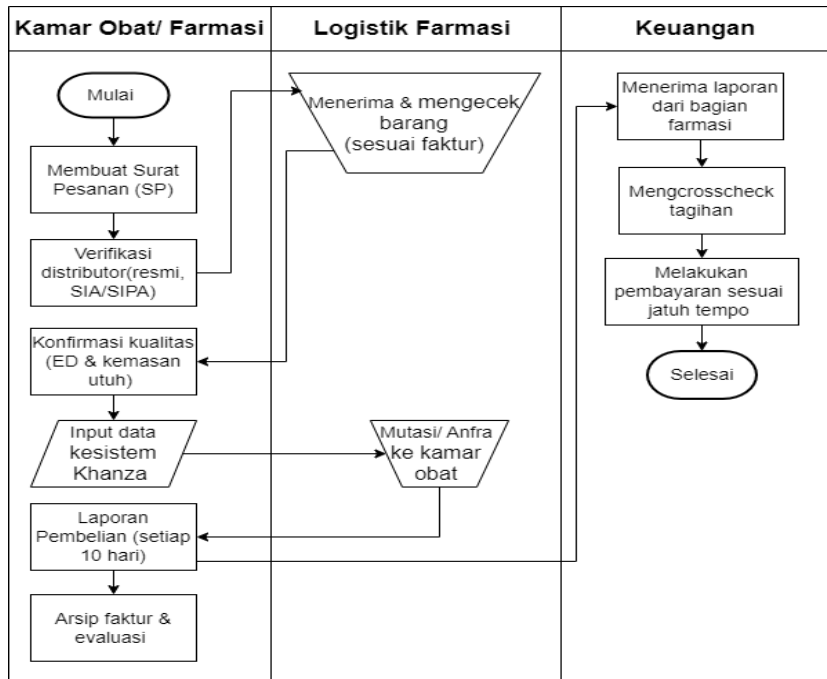 Kamar Obat/ Farmasi
Logistik Farmasi
Keuangan
Mulai
Membuat Surat
Pesanan (SP)
Verifikasi
distributor(resmi,
SIA/SIPA)
Konfirmasi kualitas
(ED & kemasan
utuh)
Input data
kesistem
Khanza
Laporan
Pembelian (setiap
10 hari)
Arsip faktur &
evaluasi
Menerima & mengecek
barang
(sesuai faktur)
Mutasi/ Anfra
ke kamar
obat
Menerima laporan
dari bagian
farmasi
Mengcrosscheck
tagihan
Melakukan
pembayaran sesuai
jatuh tempo
Selesai